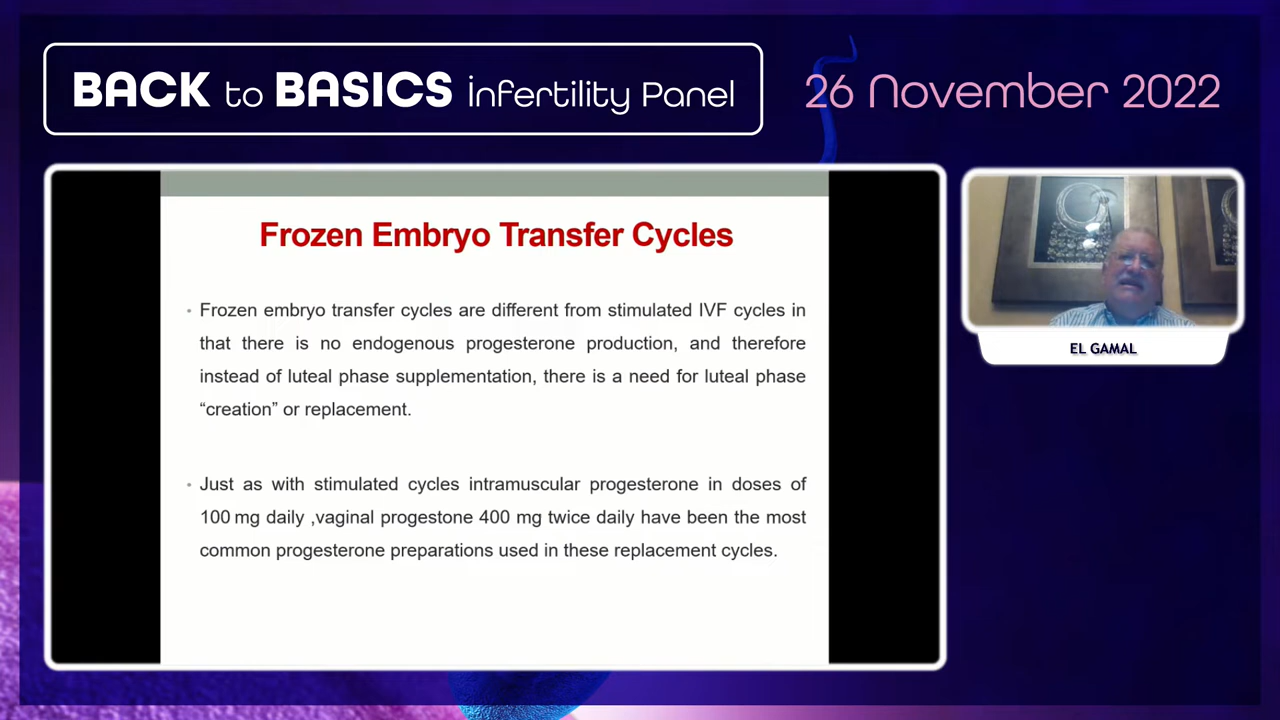 BACK to BASICS infertility Panel
26 November 2022
Frozen Embryo Transfer Cycles
• Frozen embryo transfer cycles are different from stimulated IVF cycles in
that there is no endogenous progesterone production, and therefore
instead of luteal phase supplementation, there is a need for luteal phase
“creation” or replacement.
• Just as with stimulated cycles intramuscular progesterone in doses of
100 mg daily ,vaginal progestone 400 mg twice daily have been the most
common progesterone preparations used in these replacement cycles.
EL GAMAL